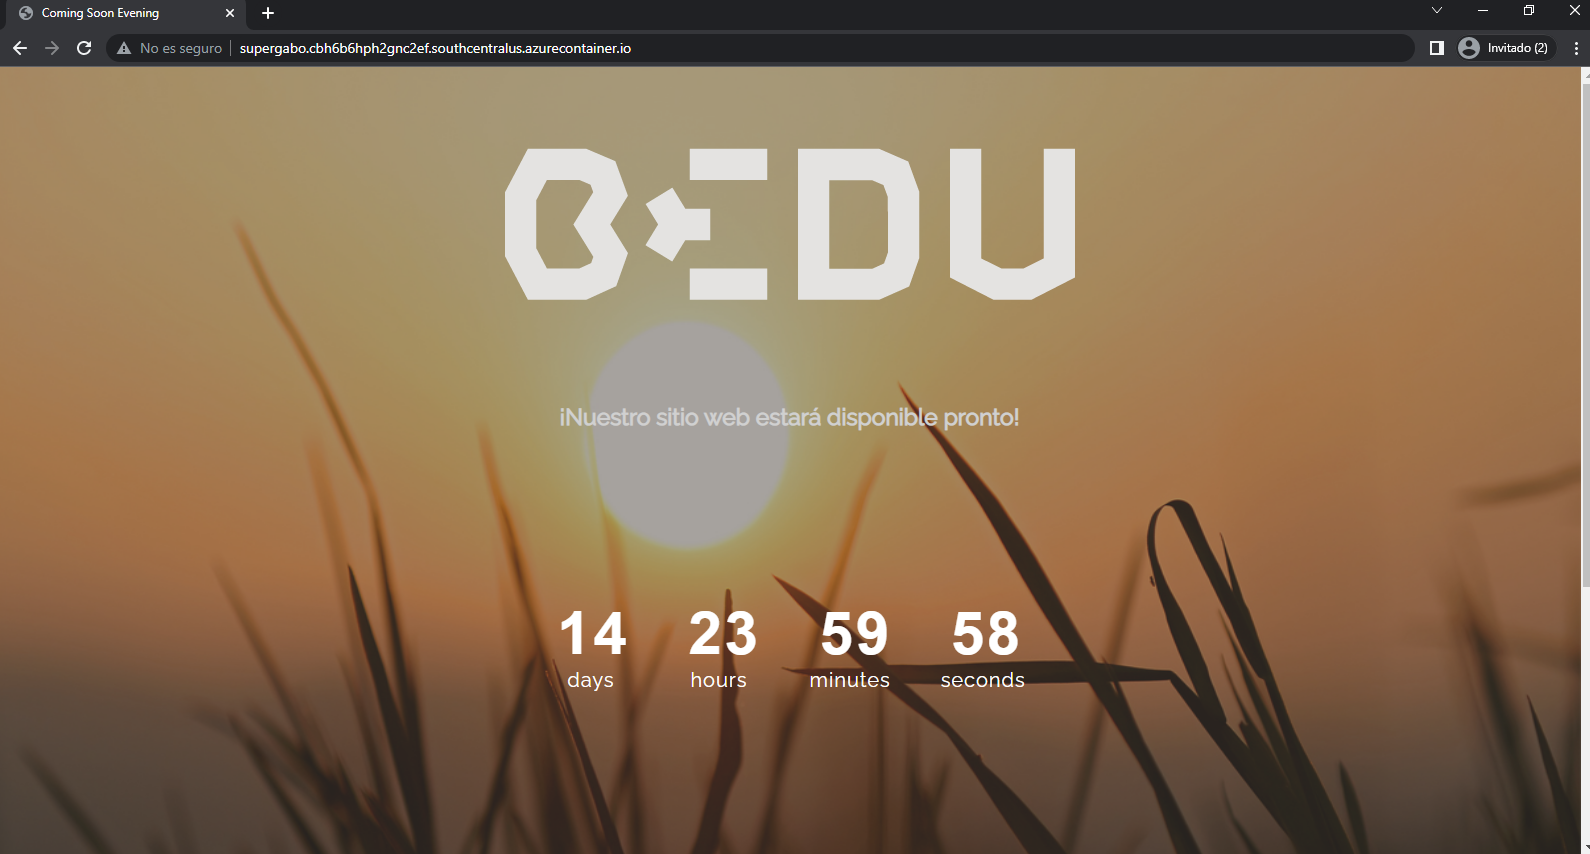 Coming Soon Evening
No es seguro
supergabo.cbh6b6hph2gnc2ef.southcentralus.azurecontainer.io
Invitado (2)
BEDU
¡Nuestro sitio web estará disponible pronto!
14 23 59 58
days hours minutes seconds